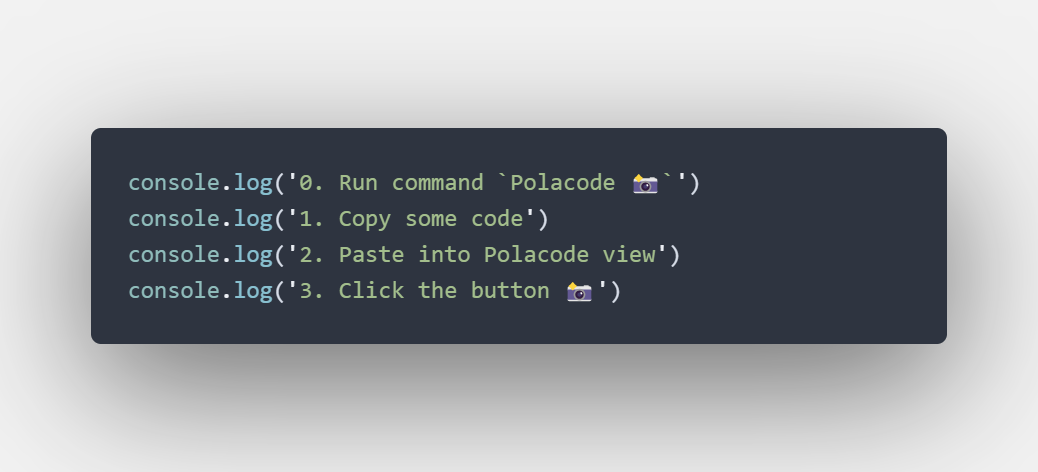 console.log('0. Run command `Polacode 📸`')
console.log('1. Copy some code')
console.log('2. Paste into Polacode view')
console.log('3. Click the button 📸')